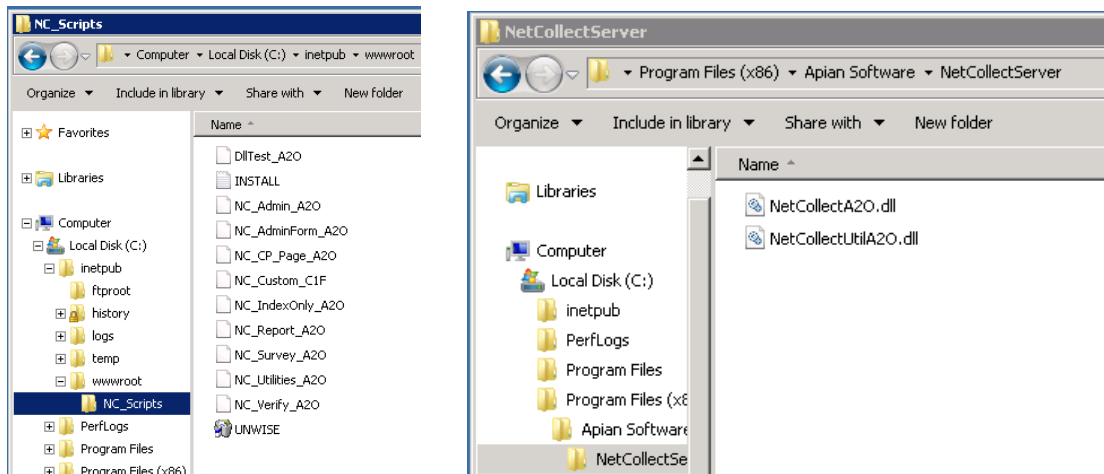 NC_Scripts
Computer Local Disk (C:) inetpub wwwroot
Organize Include in library Share with New folder
Favorites
Libraries
Computer
Local Disk (C:)
inetpub
ftproot
history
logs
temp
wwwroot
NC_Scripts
PerfLogs
Program Files
Program Files (x86)
Name
DllTest_A2O
INSTALL
NC_Admin_A2O
NC_AdminForm_A2O
NC_CP_Page_A2O
NC_Custom_C1F
NC_IndexOnly_A2O
NC_Report_A2O
NC_Survey_A2O
NC_Utilities_A2O
NC_Verify_A2O
UNWISE
NetCollectServer
Program Files (x86) Apian Software NetCollectServer
Organize Include in library Share with New folder
Libraries
Computer
Local Disk (C:)
inetpub
PerfLogs
Program Files
Program Files (x8
Apian Software
NetCollectSe
Name
NetCollectA2O.dll
NetCollectUtilA2O.dll